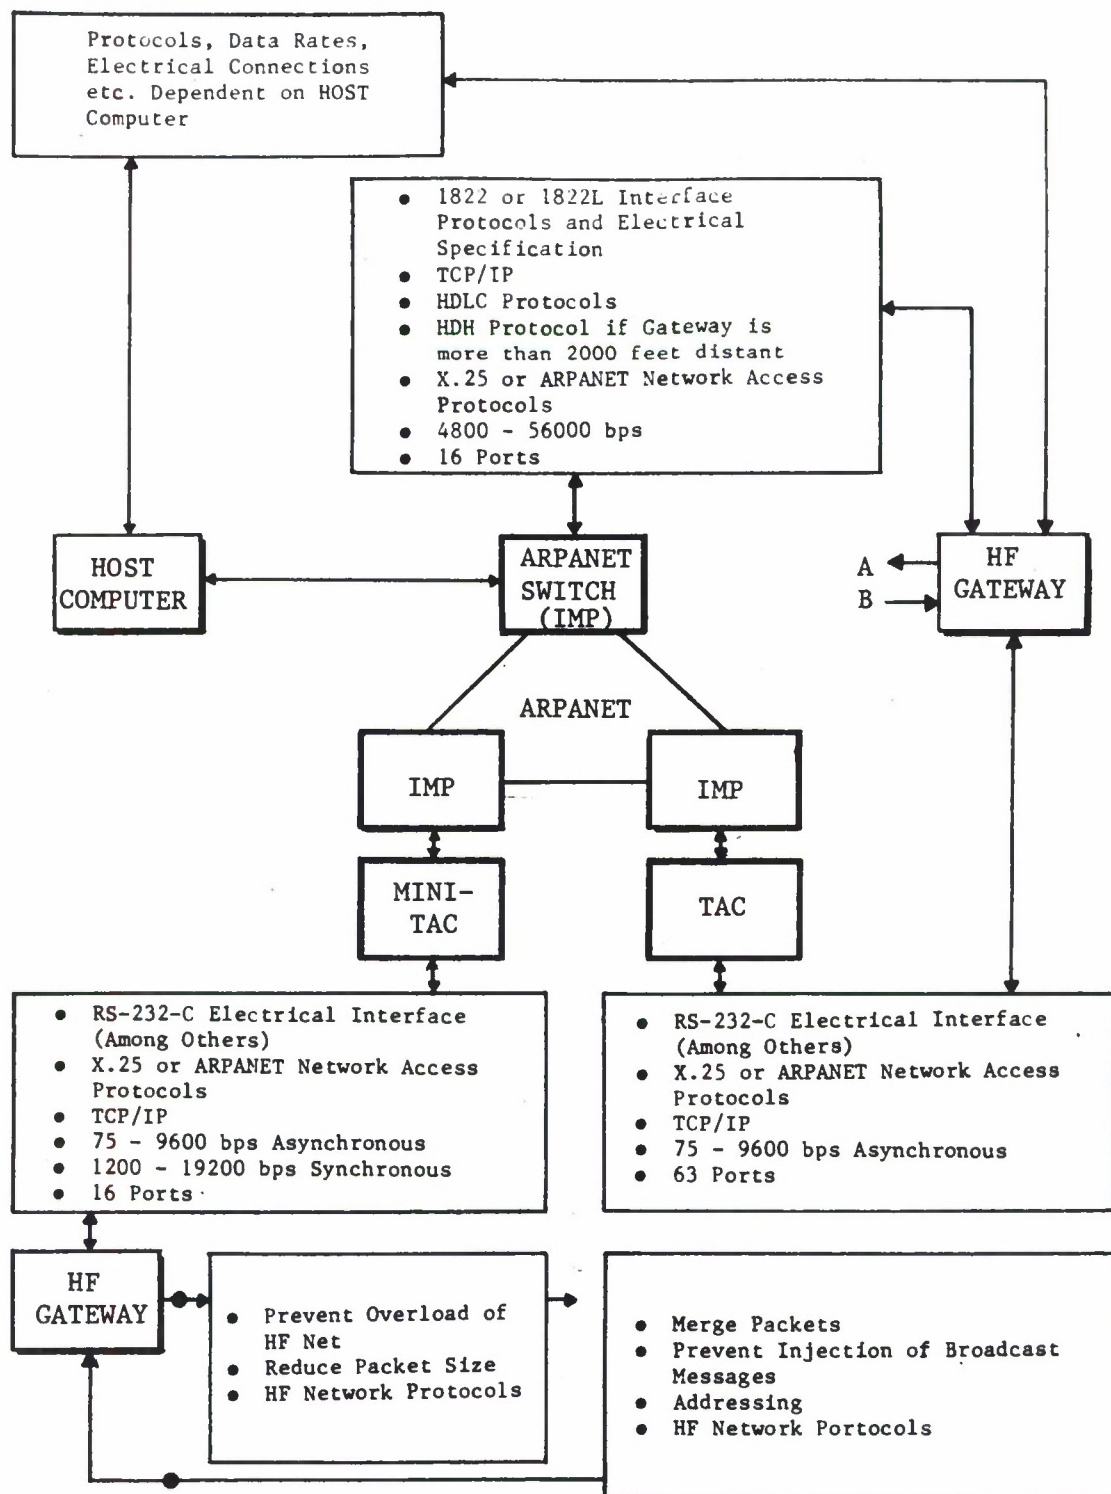 Protocols, Data Rates,
Electrical Connections
etc. Dependent on HOST
Computer
● 1822 or 1822L Interface
Protocols and Electrical
Specification
● TCP/IP
● HDLC Protocols
● HDH Protocol if Gateway is
more than 2000 feet distant
● X.25 or ARPANET Network Access
Protocols
● 4800 - 56000 bps
● 16 Ports
HOST
COMPUTER
ARPANET
SWITCH
(IMP)
A
B
HF
GATEWAY
ARPANET
IMP
IMP
MINI-
TAC
TAC
● RS-232-C Electrical Interface
(Among Others)
● X.25 or ARPANET Network Access
Protocols
● TCP/IP
● 75 - 9600 bps Asynchronous
● 1200 - 19200 bps Synchronous
● 16 Ports
● RS-232-C Electrical Interface
(Among Others)
● X.25 or ARPANET Network Access
Protocols
● TCP/IP
● 75 - 9600 bps Asynchronous
● 63 Ports
HF
GATEWAY
● Prevent Overload of
HF Net
● Reduce Packet Size
● HF Network Protocols
● Merge Packets
● Prevent Injection of Broadcast
Messages
● Addressing
● HF Network Portocols